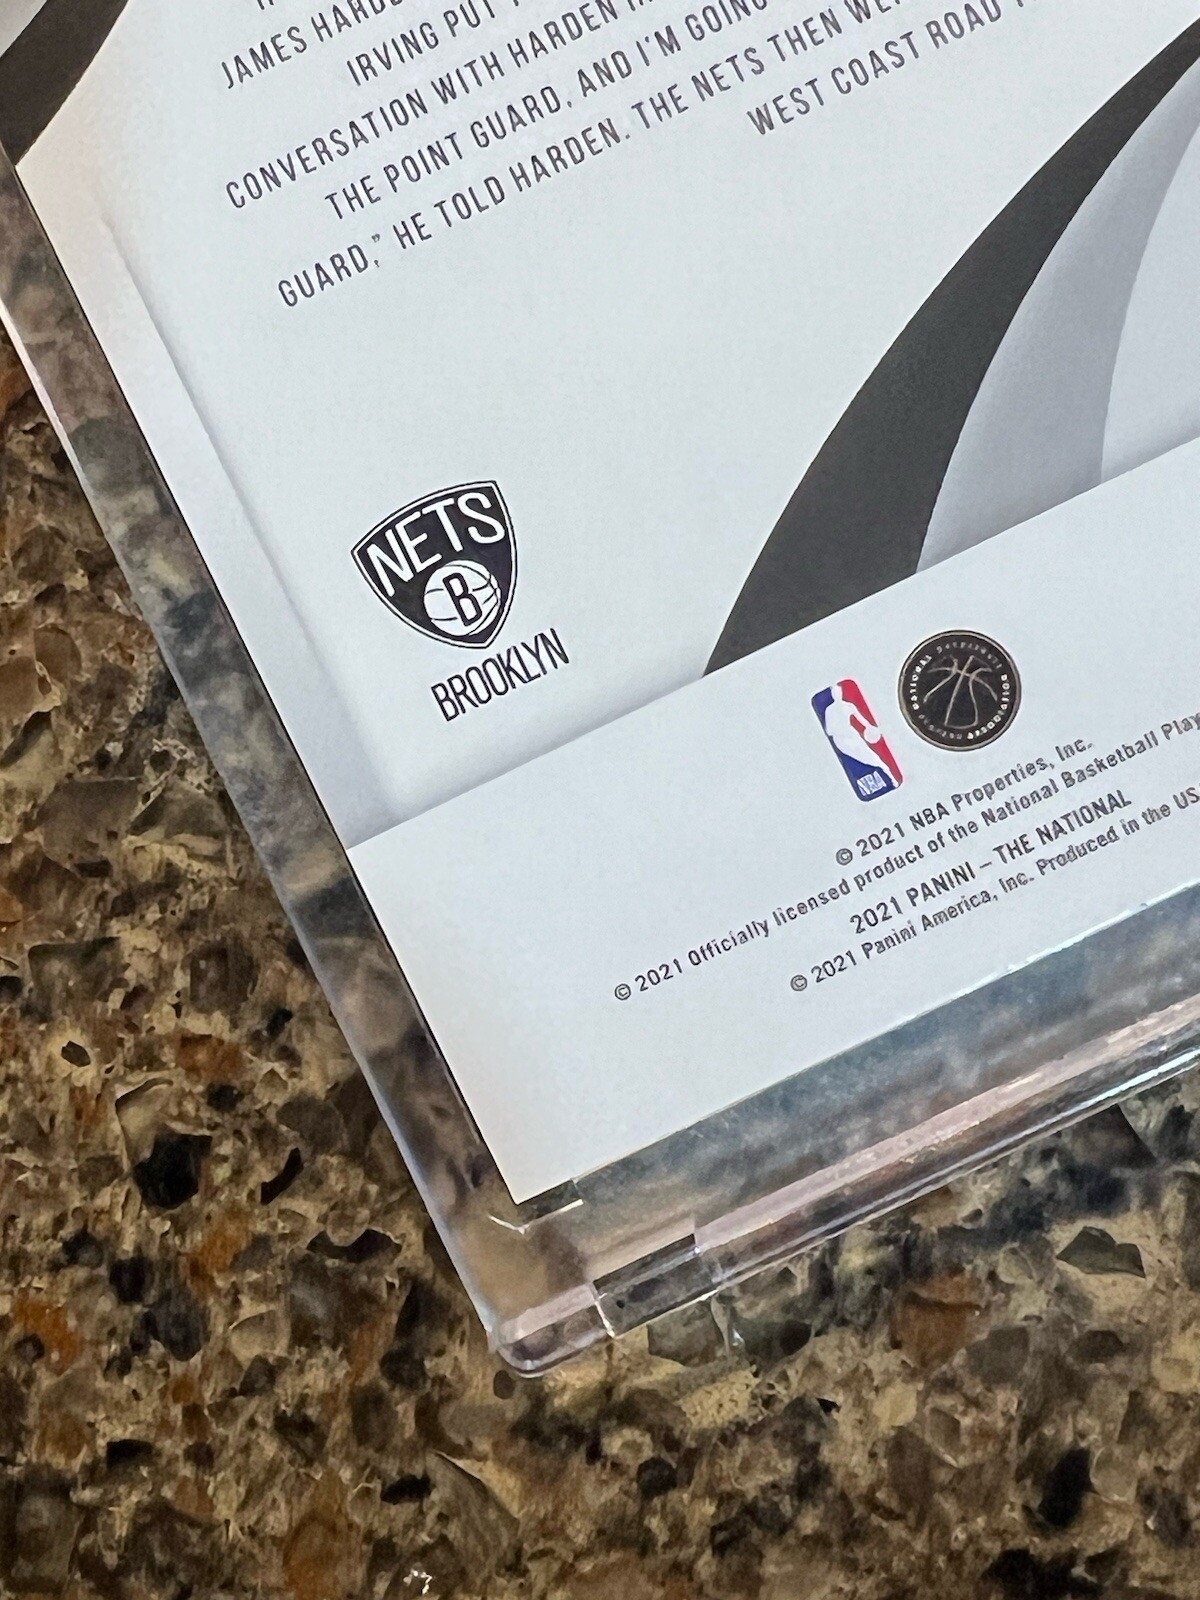 JAMES
IRVING PUT
CONVERSATION WITH HARDEN
THE POINT GUARD, AND I'M GOING
GUARD," HE TOLD HARDEN. THE NETS THEN
WEST COAST ROAD
NETS
B
BROOKLYN
NBA
© 2021 NBA Properties, Inc.
© 2021 Officially licensed product of the National Basketball
2021 PANINI – THE NATIONAL
© 2021 Panini America, Inc. Produced in the